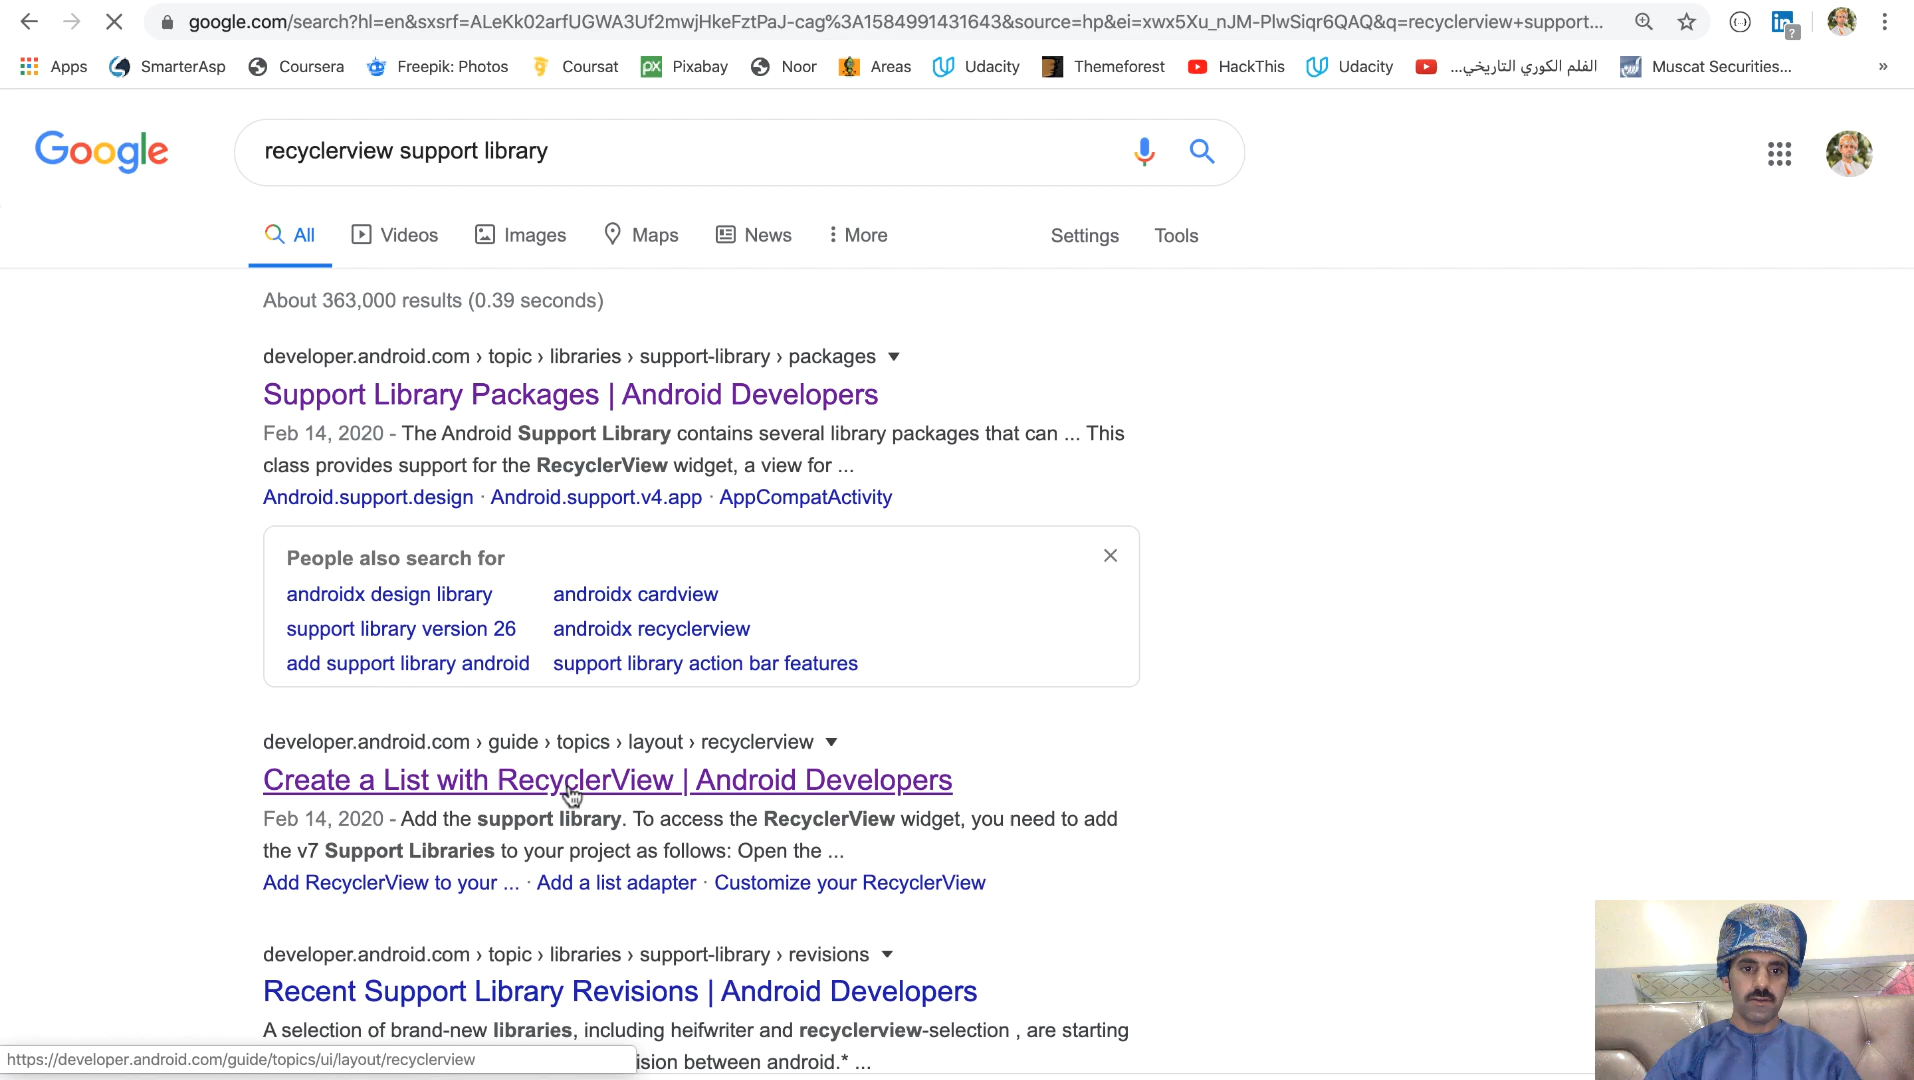 google.com/search?hl=en&sxsrf=ALeKk02arfUGWA3Uf2mwjHkeFztPaJ-cag%3A1584991431643&source=hp&ei=xwx5Xu_nJM-PlwSiqr6QAQ&q=recyclerview+support...
Apps SmarterAsp Coursera Freepik: Photos Coursat Pixabay Noor Areas Udacity Themeforest HackThis Udacity الفلم الكوري التاريخي... Muscat Securities... »
Google recyclerview support library
All Videos Images Maps News More Settings Tools
About 363,000 results (0.39 seconds)
developer.android.com › topic › libraries › support-library › packages
Support Library Packages | Android Developers
Feb 14, 2020 - The Android Support Library contains several library packages that can ... This
class provides support for the RecyclerView widget, a view for ...
Android.support.design · Android.support.v4.app · AppCompatActivity
People also search for
androidx design library androidx cardview
support library version 26 androidx recyclerview
add support library android support library action bar features
developer.android.com › guide › topics › layout › recyclerview
Create a List with RecyclerView | Android Developers
Feb 14, 2020 - Add the support library. To access the RecyclerView widget, you need to add
the v7 Support Libraries to your project as follows: Open the ...
Add RecyclerView to your ... · Add a list adapter · Customize your RecyclerView
developer.android.com › topic › libraries › support-library › revisions
Recent Support Library Revisions | Android Developers
A selection of brand-new libraries, including heifwriter and recyclerview-selection , are starting
https://developer.android.com/guide/topics/ui/layout/recyclerview ision between android.* ...